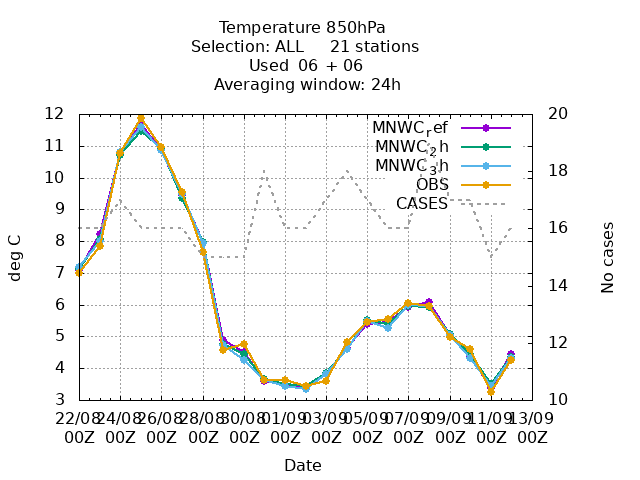 Temperature 850hPa
Selection: ALL     21 stations
Used  06 + 06
Averaging window: 24h
12
11
10
9
8
7
6
5
4
3
deg C
20
18
16
14
12
10
No cases
MNWC_ref
MNWC_2h
MNWC_3h
OBS
CASES
22/08 24/08 26/08 28/08 30/08 01/09 03/09 05/09 07/09 09/09 11/09 13/09
00Z 00Z 00Z 00Z 00Z 00Z 00Z 00Z 00Z 00Z 00Z 00Z
Date